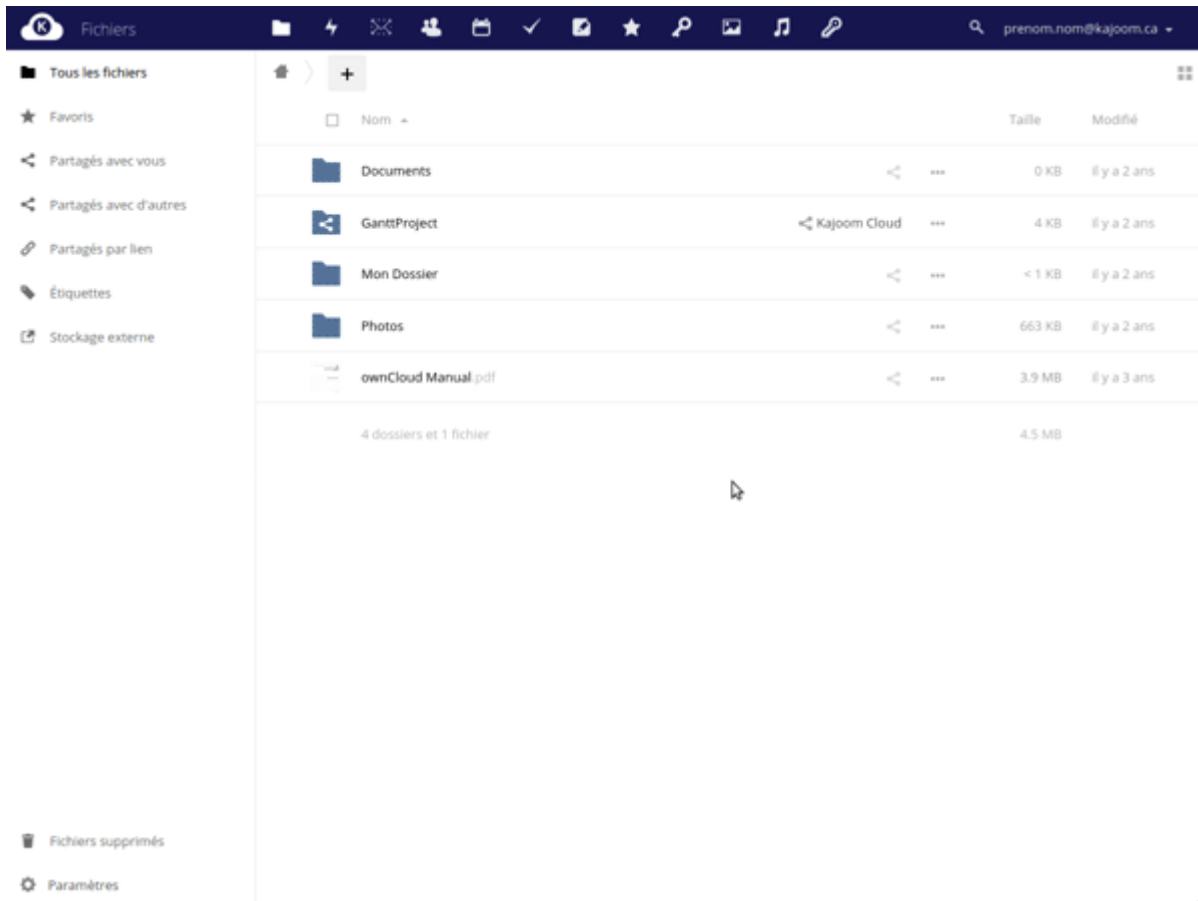 K Fichiers prenom.nom@kajoom.ca
Tous les fichiers
Favoris
Partagés avec vous
Partagés avec d'autres
Partagés par lien
Étiquettes
Stockage externe
+
Nom Taille Modifié
Documents 0 KB il y a 2 ans
GanttProject Kajoom Cloud 4 KB il y a 2 ans
Mon Dossier < 1 KB il y a 2 ans
Photos 663 KB il y a 2 ans
ownCloud Manual.pdf 3.9 MB il y a 3 ans
4 dossiers et 1 fichier 4.5 MB
Fichiers supprimés
Paramètres